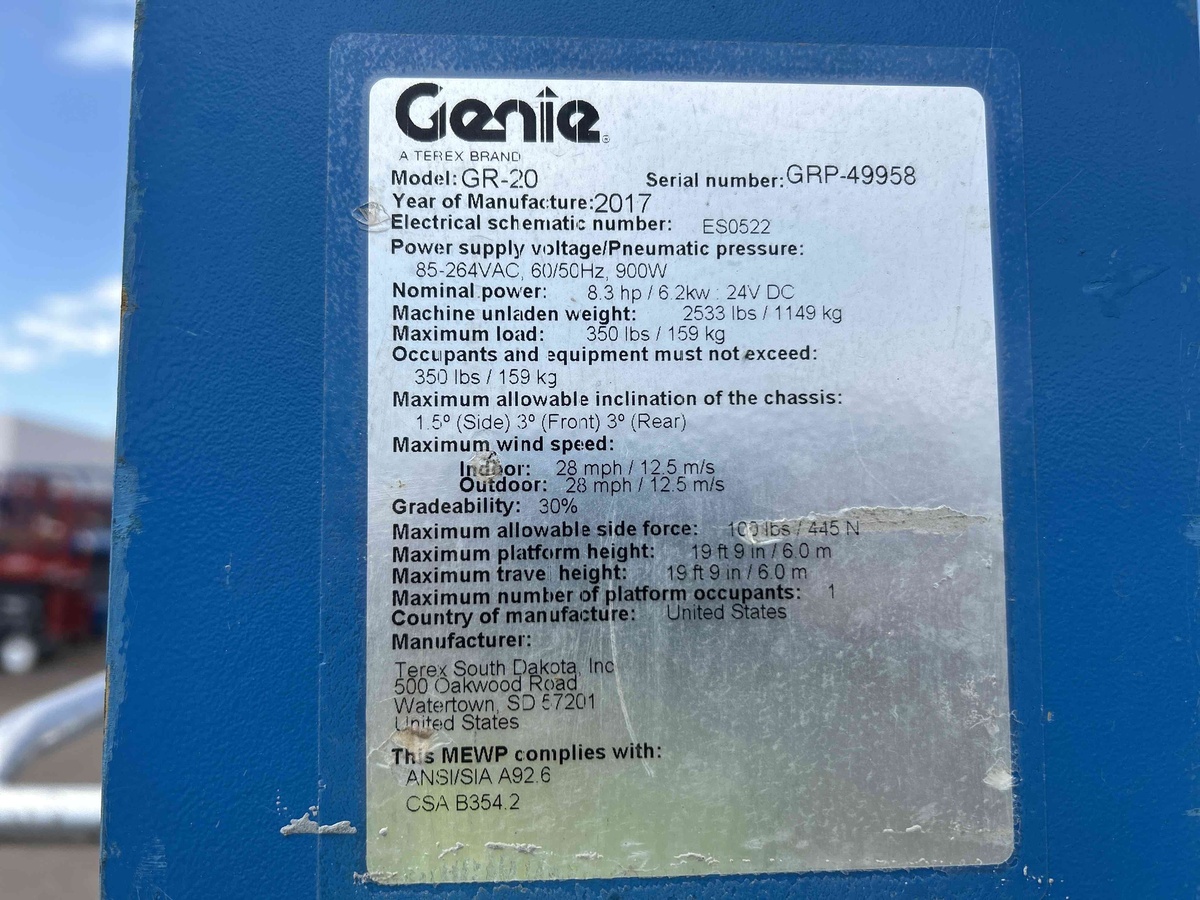 Genie®
A TEREX BRAND
Model: GR-20 Serial number: GRP-49958
Year of Manufacture: 2017
Electrical schematic number: ES0522
Power supply voltage/Pneumatic pressure:
85-264VAC, 60/50Hz, 900W
Nominal power: 8.3 hp / 6.2kw : 24V DC
Machine unladen weight: 2533 lbs / 1149 kg
Maximum load: 350 lbs / 159 kg
Occupants and equipment must not exceed:
350 lbs / 159 kg
Maximum allowable inclination of the chassis:
1.5º (Side) 3º (Front) 3º (Rear)
Maximum wind speed:
Indoor: 28 mph / 12.5 m/s
Outdoor: 28 mph / 12.5 m/s
Gradeability: 30%
Maximum allowable side force: 100 lbs / 445 N
Maximum platform height: 19 ft 9 in / 6.0 m
Maximum travel height: 19 ft 9 in / 6.0 m
Maximum number of platform occupants: 1
Country of manufacture: United States
Manufacturer:
Terex South Dakota, Inc
500 Oakwood Road
Watertown, SD 57201
United States
This MEWP complies with:
ANSI/SIA A92.6
CSA B354.2